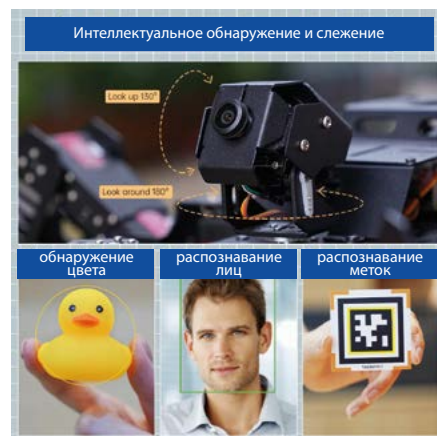 Интеллектуальное обнаружение и слежение
Look up 130°
Look around 180°
обнаружение
цвета
распознавание
лиц
распознавание
меток